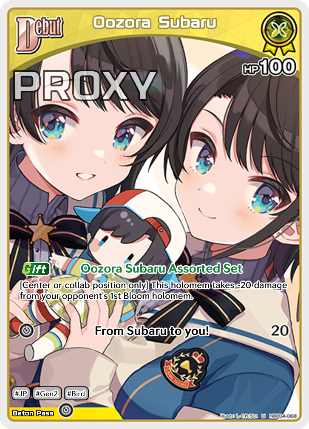 Debut
Oozora Subaru
HP100
PROXY
Gift
Oozora Subaru Assorted Set
[Center or collab position only] This holomem takes -20 damage
from your opponent's 1st Bloom holomem.
From Subaru to you!
20
#JP #Gen2 #Bird
Baton Pass